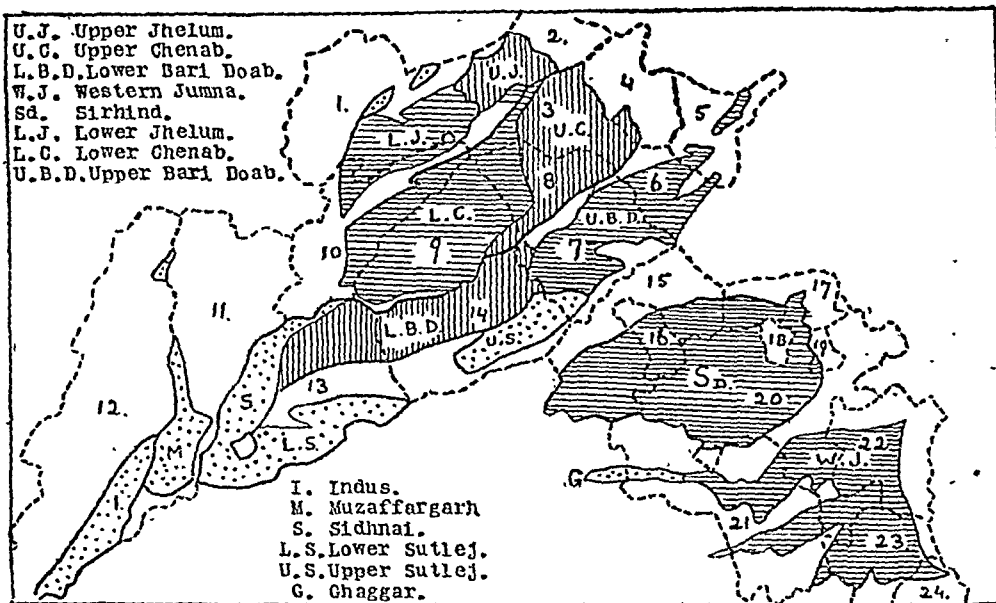 U.J. Upper Jhelum.
U.C. Upper Chenab.
L.B.D. Lower Bari Doab.
W.J. Western Jumna.
Sd. Sirhind.
L.J. Lower Jhelum.
L.C. Lower Chenab.
U.B.D. Upper Bari Doab.
2.
U.J.
4
1.
3
5
U.C.
L.J.
8
6
L.C.
U.B.D.
10
9
7
15
11.
17
14
L.B.D.
U.S.
16
18
19
13
SD.
12.
S.
20
M
L.S.
22
W.J.
G
I.
21
23
24.
I. Indus.
M. Muzaffargarh
S. Sidhnai.
L.S. Lower Sutlej.
U.S. Upper Sutlej.
G. Ghaggar.